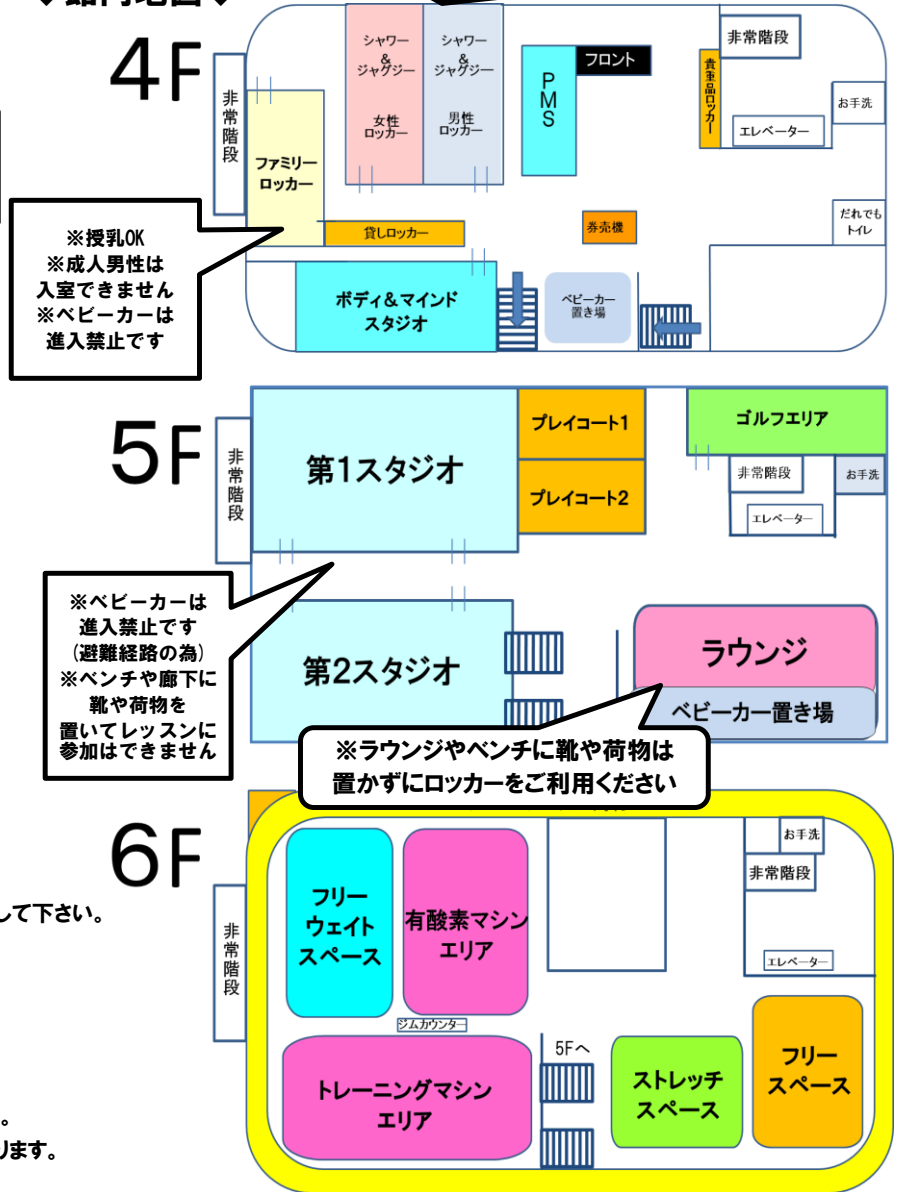 ◆館内地図◆
4F
非常階段
シャワー
&
ジャグジー
女性
ロッカー
シャワー
&
ジャグジー
男性
ロッカー
PMS
フロント
貴重品ロッカー
非常階段
エレベーター
お手洗
ファミリー
ロッカー
貸しロッカー
券売機
だれでも
トイレ
※授乳OK
※成人男性は
入室できません
※ベビーカーは
進入禁止です
ボディ&マインド
スタジオ
ベビーカー
置き場
5F
非常階段
第1スタジオ
プレイコート1
プレイコート2
ゴルフエリア
非常階段
お手洗
エレベーター
※ベビーカーは
進入禁止です
(避難経路の為)
※ベンチや廊下に
靴や荷物を
置いてレッスンに
参加はできません
第2スタジオ
ラウンジ
ベビーカー置き場
※ラウンジやベンチに靴や荷物は
置かずにロッカーをご利用ください
6F
非常階段
フリー
ウェイト
スペース
有酸素マシン
エリア
お手洗
非常階段
エレベーター
して下さい。
ジムカウンター
トレーニングマシン
エリア
5Fへ
ストレッチ
スペース
フリー
スペース
。
ります。